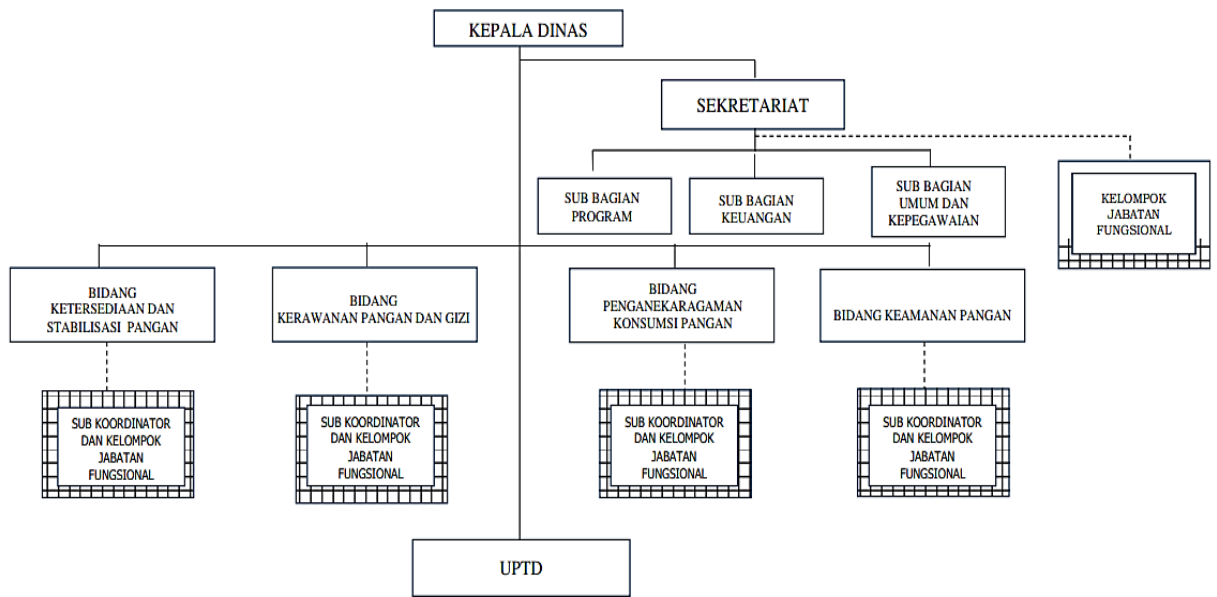 KEPALA DINAS
SEKRETARIAT
SUB BAGIAN
PROGRAM
SUB BAGIAN
KEUANGAN
SUB BAGIAN
UMUM DAN
KEPEGAWAIAN
KELOMPOK
JABATAN
FUNGSIONAL
BIDANG
KETERSEDIAAN DAN
STABILISASI PANGAN
BIDANG
KERAWANAN PANGAN DAN GIZI
BIDANG
PENGANEKARAGAMAN
KONSUMSI PANGAN
BIDANG KEAMANAN PANGAN
SUB KOORDINATOR
DAN KELOMPOK
JABATAN
FUNGSIONAL
SUB KOORDINATOR
DAN KELOMPOK
JABATAN
FUNGSIONAL
SUB KOORDINATOR
DAN KELOMPOK
JABATAN
FUNGSIONAL
SUB KOORDINATOR
DAN KELOMPOK
JABATAN
FUNGSIONAL
UPTD